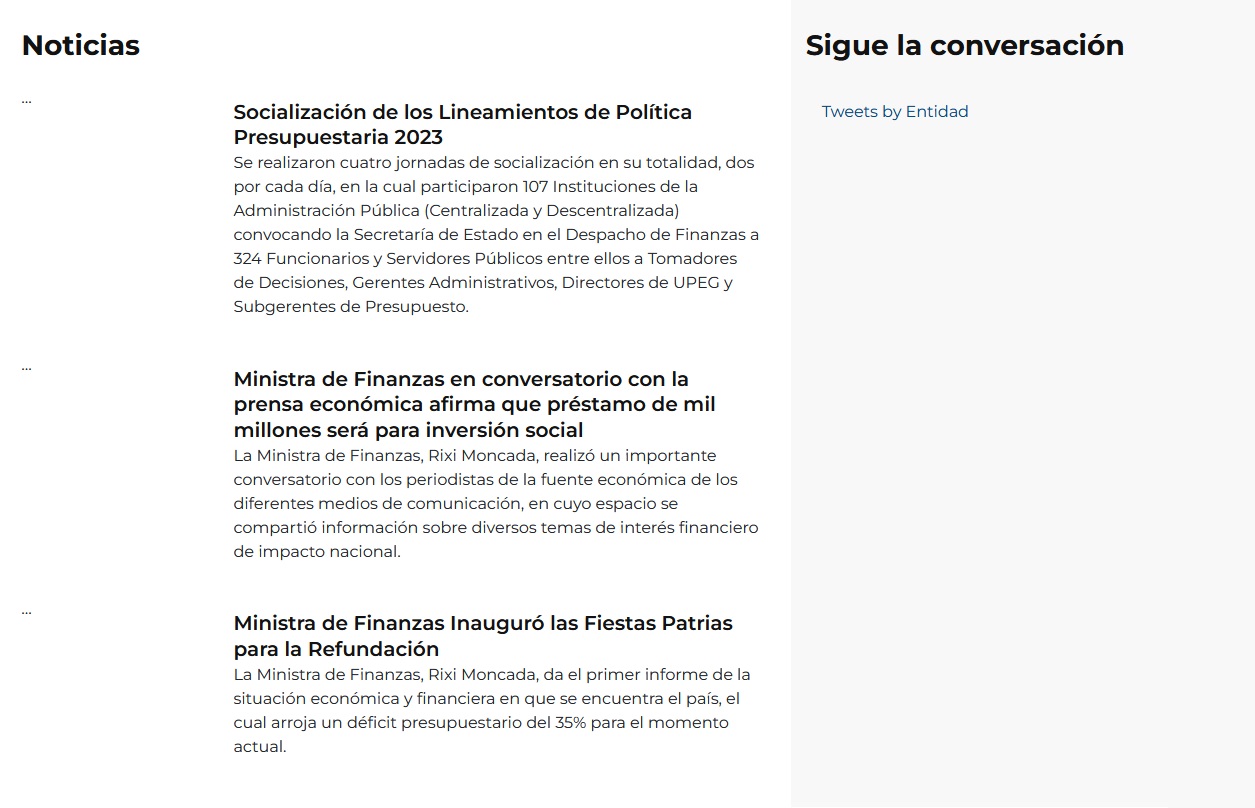 Noticias
...
Socialización de los Lineamientos de Política
Presupuestaria 2023
Se realizaron cuatro jornadas de socialización en su totalidad, dos
por cada día, en la cual participaron 107 Instituciones de la
Administración Pública (Centralizada y Descentralizada)
convocando la Secretaría de Estado en el Despacho de Finanzas a
324 Funcionarios y Servidores Públicos entre ellos a Tomadores
de Decisiones, Gerentes Administrativos, Directores de UPEG y
Subgerentes de Presupuesto.
...
Ministra de Finanzas en conversatorio con la
prensa económica afirma que préstamo de mil
millones será para inversión social
La Ministra de Finanzas, Rixi Moncada, realizó un importante
conversatorio con los periodistas de la fuente económica de los
diferentes medios de comunicación, en cuyo espacio se
compartió información sobre diversos temas de interés financiero
de impacto nacional.
...
Ministra de Finanzas Inauguró las Fiestas Patrias
para la Refundación
La Ministra de Finanzas, Rixi Moncada, da el primer informe de la
situación económica y financiera en que se encuentra el país, el
cual arroja un déficit presupuestario del 35% para el momento
actual.
Sigue la conversación
Tweets by Entidad